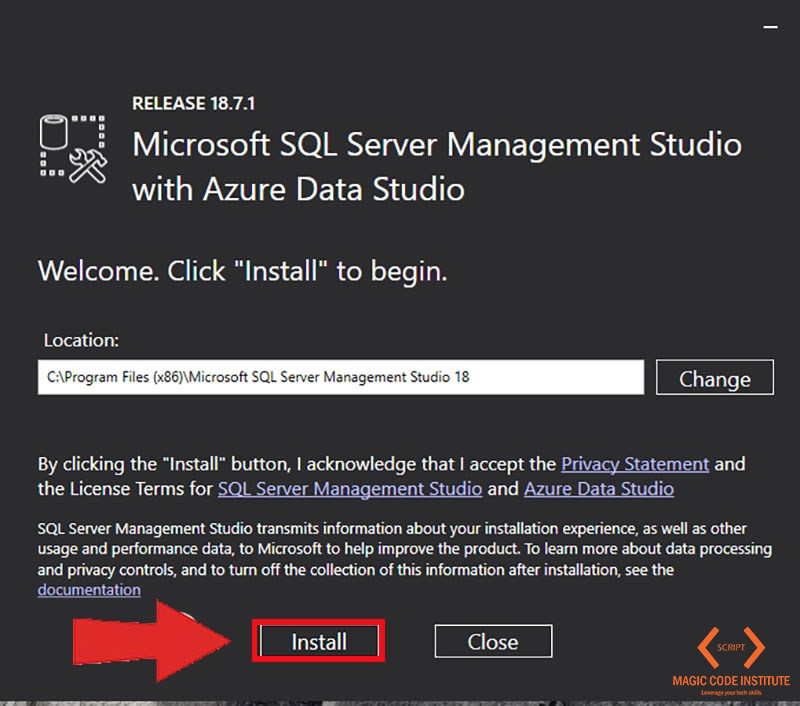 RELEASE 18.7.1
Microsoft SQL Server Management Studio
with Azure Data Studio
Welcome. Click "Install" to begin.
Location:
C:\Program Files (x86)\Microsoft SQL Server Management Studio 18
Change
By clicking the "Install" button, I acknowledge that I accept the Privacy Statement and
the License Terms for SQL Server Management Studio and Azure Data Studio
SQL Server Management Studio transmits information about your installation experience, as well as other
usage and performance data, to Microsoft to help improve the product. To learn more about data processing
and privacy controls, and to turn off the collection of this information after installation, see the
documentation
Install
Close
SCRIPT
MAGIC CODE INSTITUTE
Leverage your tech skills